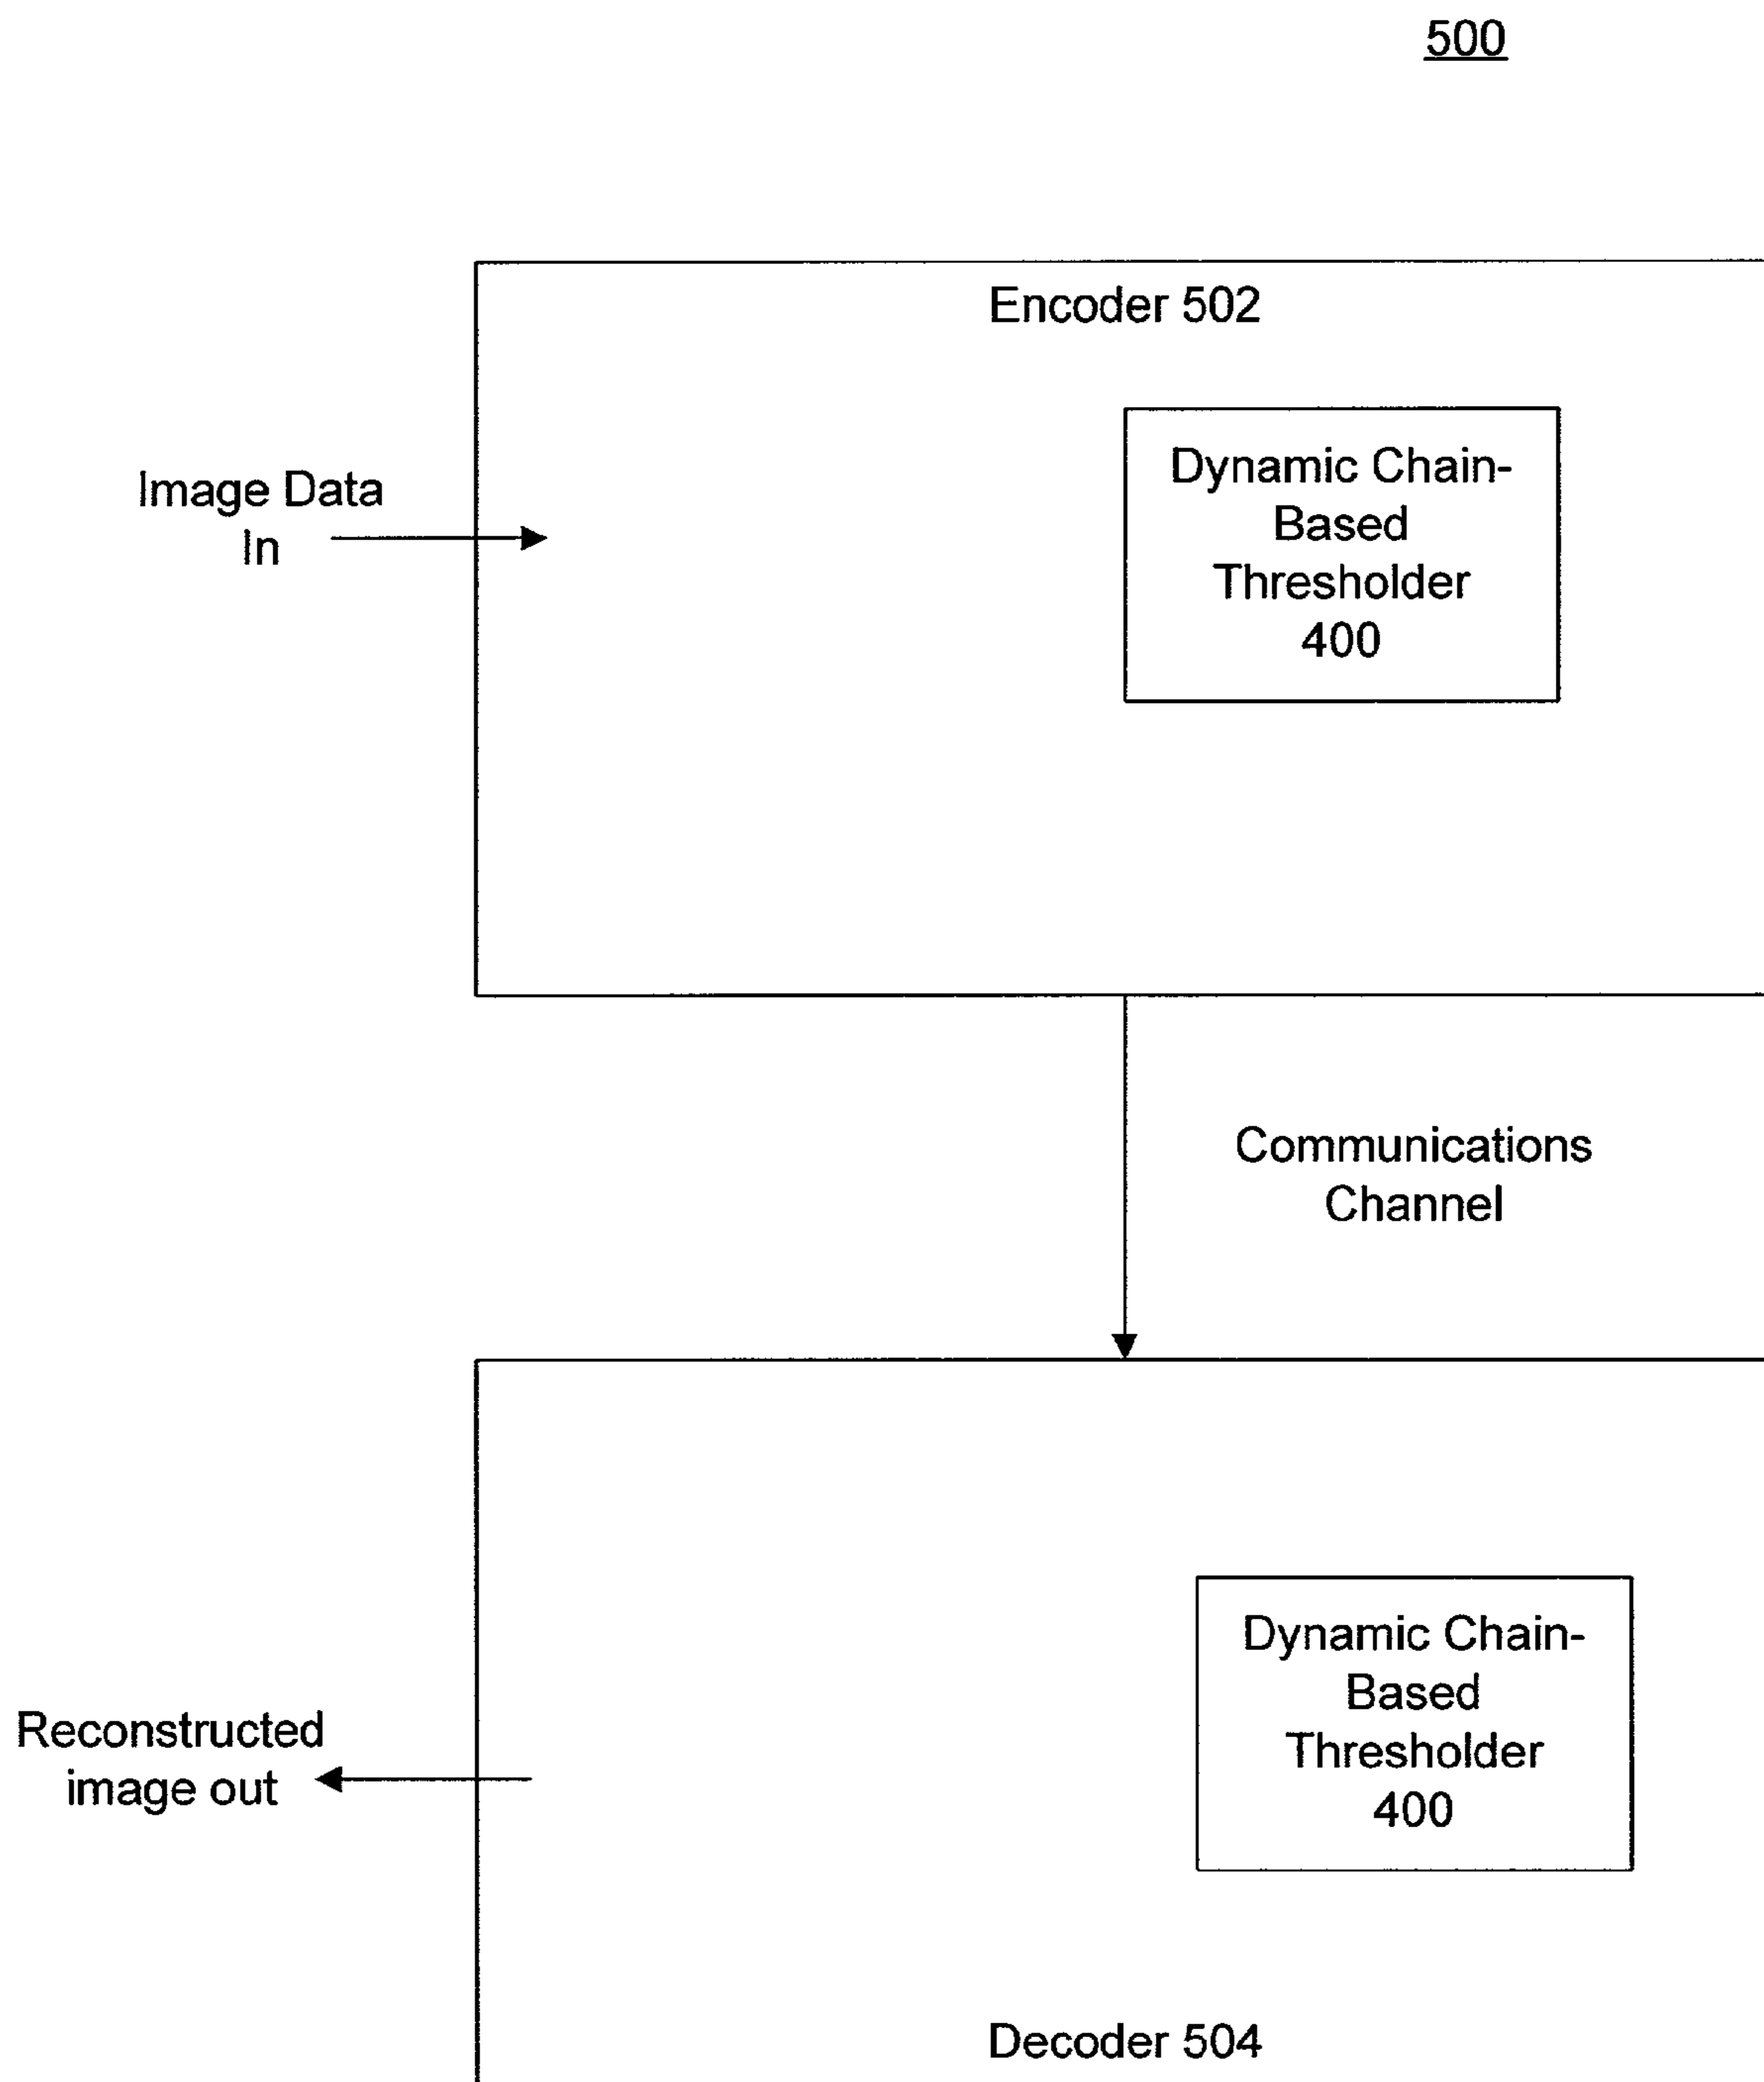 500
Encoder 502
Image Data
In
Dynamic Chain-
Based
Thresholder
400
Communications
Channel
Reconstructed
image out
Dynamic Chain-
Based
Thresholder
400
Decoder 504